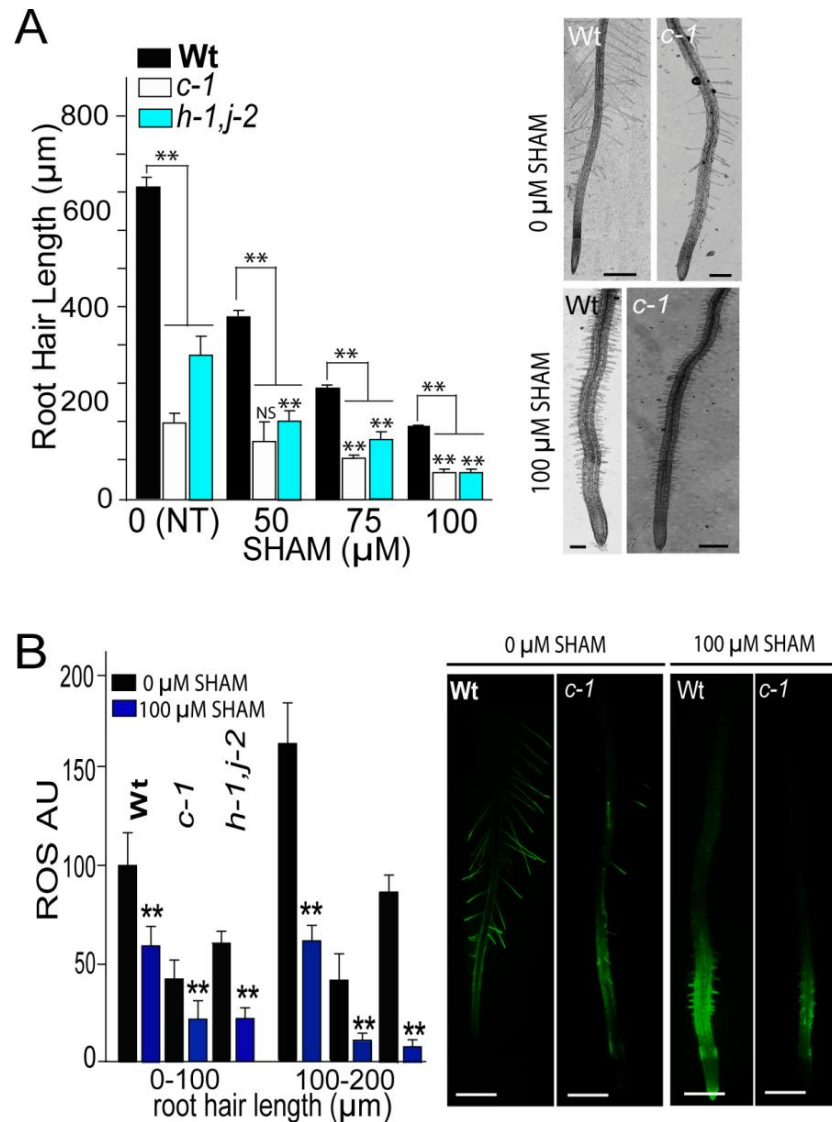 A
Wt
c-1
h-1,j-2
Root Hair Length (µm)
800
600
400
200
0
**
**
**
**
NS
**
**
**
**
**
0 (NT)
50
75
100
SHAM (µM)
0 µM SHAM
Wt
c-1
100 µM SHAM
Wt
c-1
B
ROS AU
200
150
100
50
0
0 µM SHAM
100 µM SHAM
Wt
c-1
h-1,j-2
**
**
**
**
**
**
0-100
100-200
root hair length (µm)
0 µM SHAM
100 µM SHAM
Wt
c-1
Wt
c-1